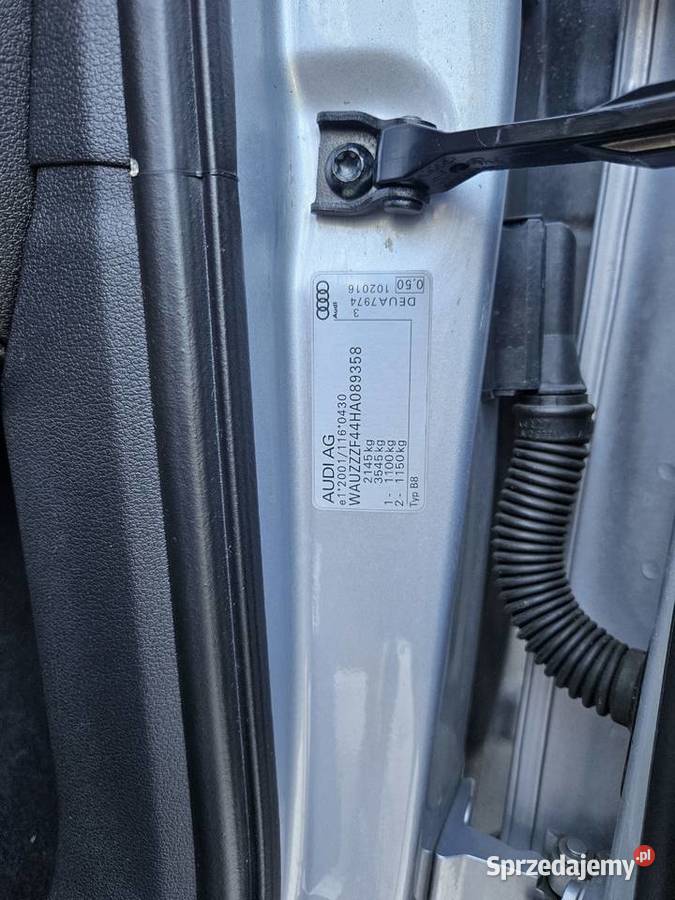 AUDI AG
e1*2001/116*0430
WAUZZZF44HA089358
2145kg
3545kg
1 - 1100kg
2 - 1150kg
Typ B8
3
DEUA7974
102016
0,50
Audi
Sprzedajemy.pl